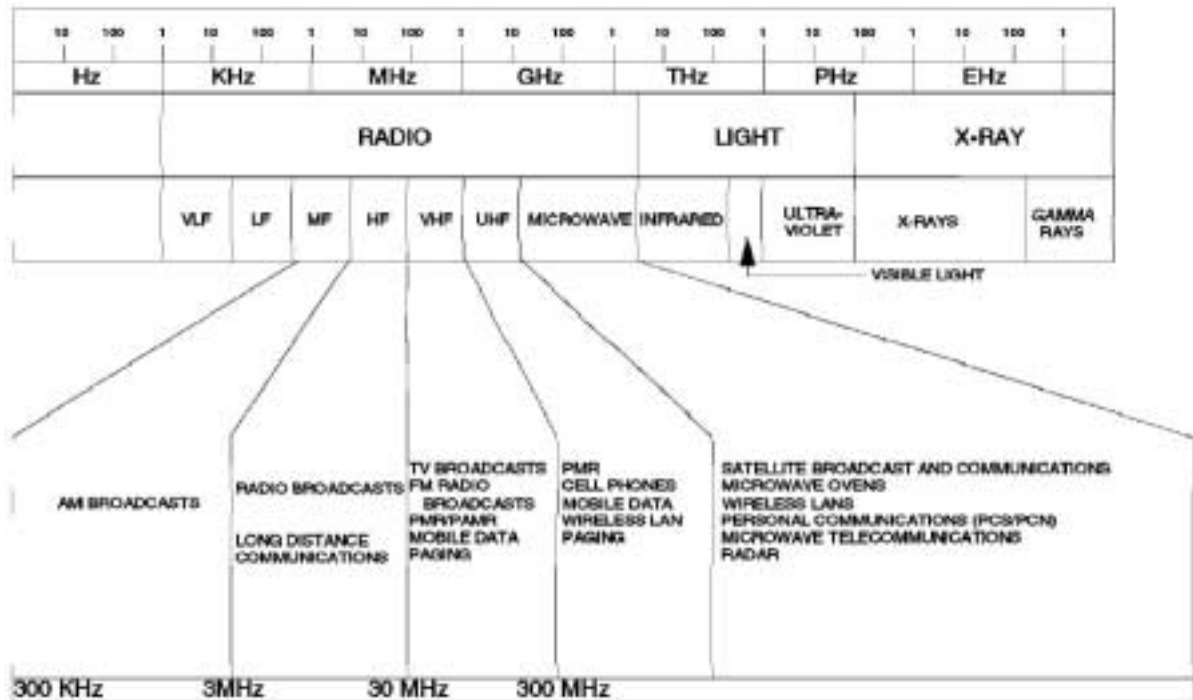 10 100 1 10 100 1 10 100 1 10 100 1 10 100 1 10 100 1 10 100 1
Hz KHz MHz GHz THz PHz EHz
RADIO LIGHT X-RAY
VLF LF MF HF VHF UHF MICROWAVE INFRARED ULTRA-VIOLET X-RAYS GAMMA RAYS
VISIBLE LIGHT
AM BROADCASTS
RADIO BROADCASTS
LONG DISTANCE
COMMUNICATIONS
TV BROADCASTS
FM RADIO
BROADCASTS
PMR/PAMR
MOBILE DATA
PAGING
PMR
CELL PHONES
MOBILE DATA
WIRELESS LAN
PAGING
SATELLITE BROADCAST AND COMMUNICATIONS
MICROWAVE OVENS
WIRELESS LANS
PERSONAL COMMUNICATIONS (PCS/PCN)
MICROWAVE TELECOMMUNICATIONS
RADAR
300 KHz 3MHz 30 MHz 300 MHz